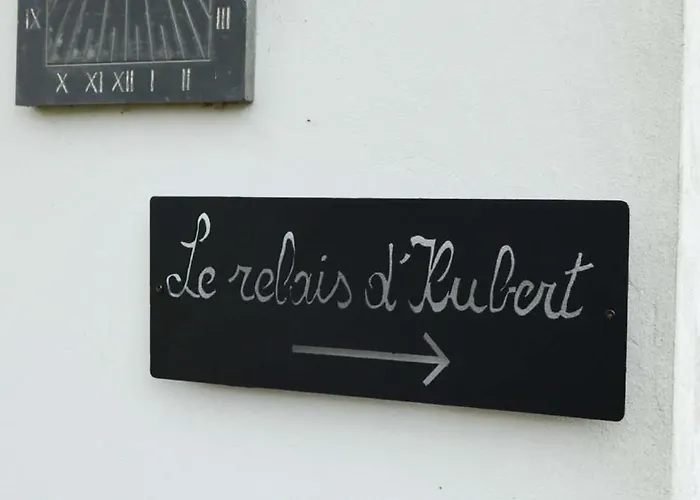 IX III
X XI XII I II
Le relais d'Hubert